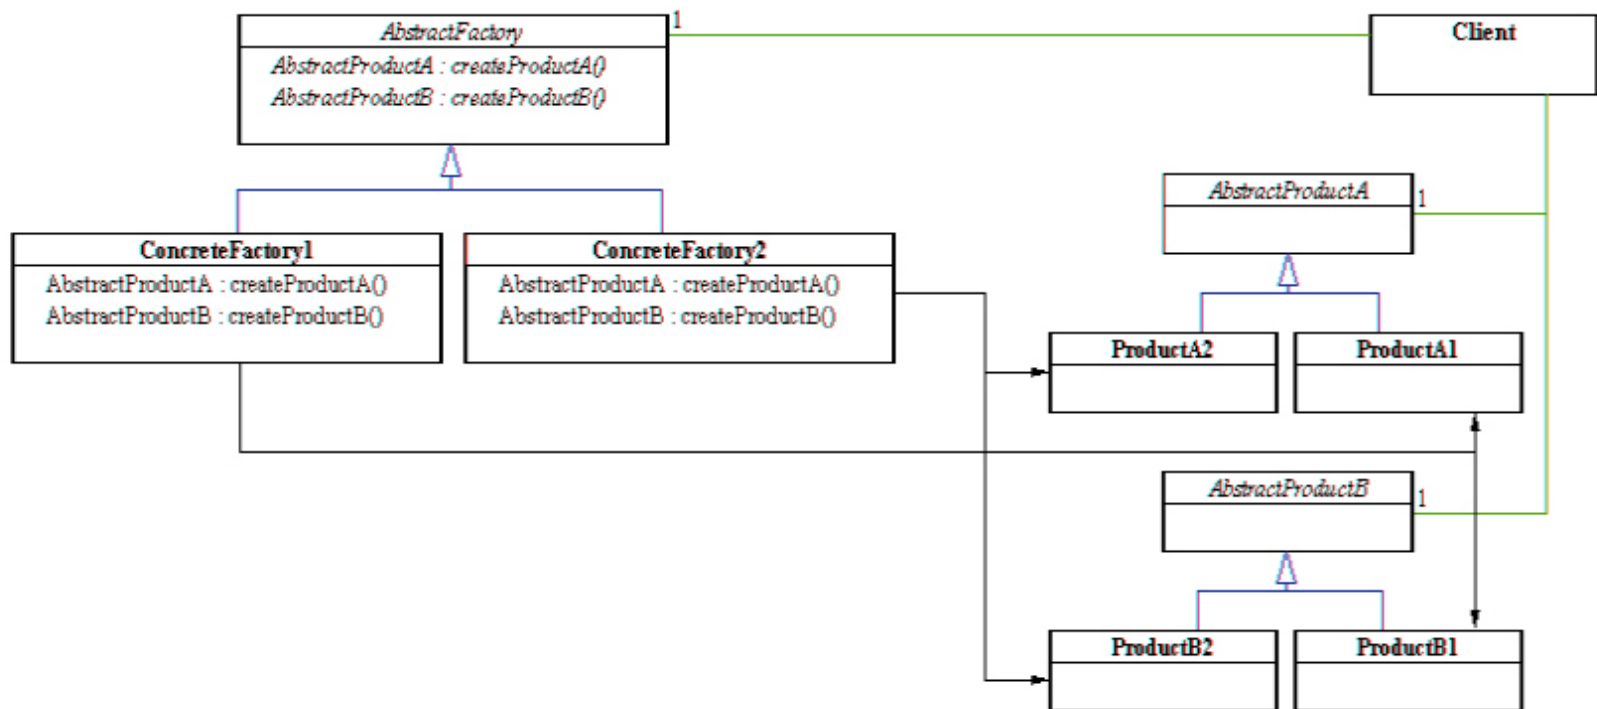 AbstractFactory
1
Client
AbstractProductA : createProductA()
AbstractProductB : createProductB()
AbstractProductA
1
ConcreteFactory1
ConcreteFactory2
AbstractProductA : createProductA()
AbstractProductB : createProductB()
AbstractProductA : createProductA()
AbstractProductB : createProductB()
ProductA2
ProductA1
AbstractProductB
1
ProductB2
ProductB1